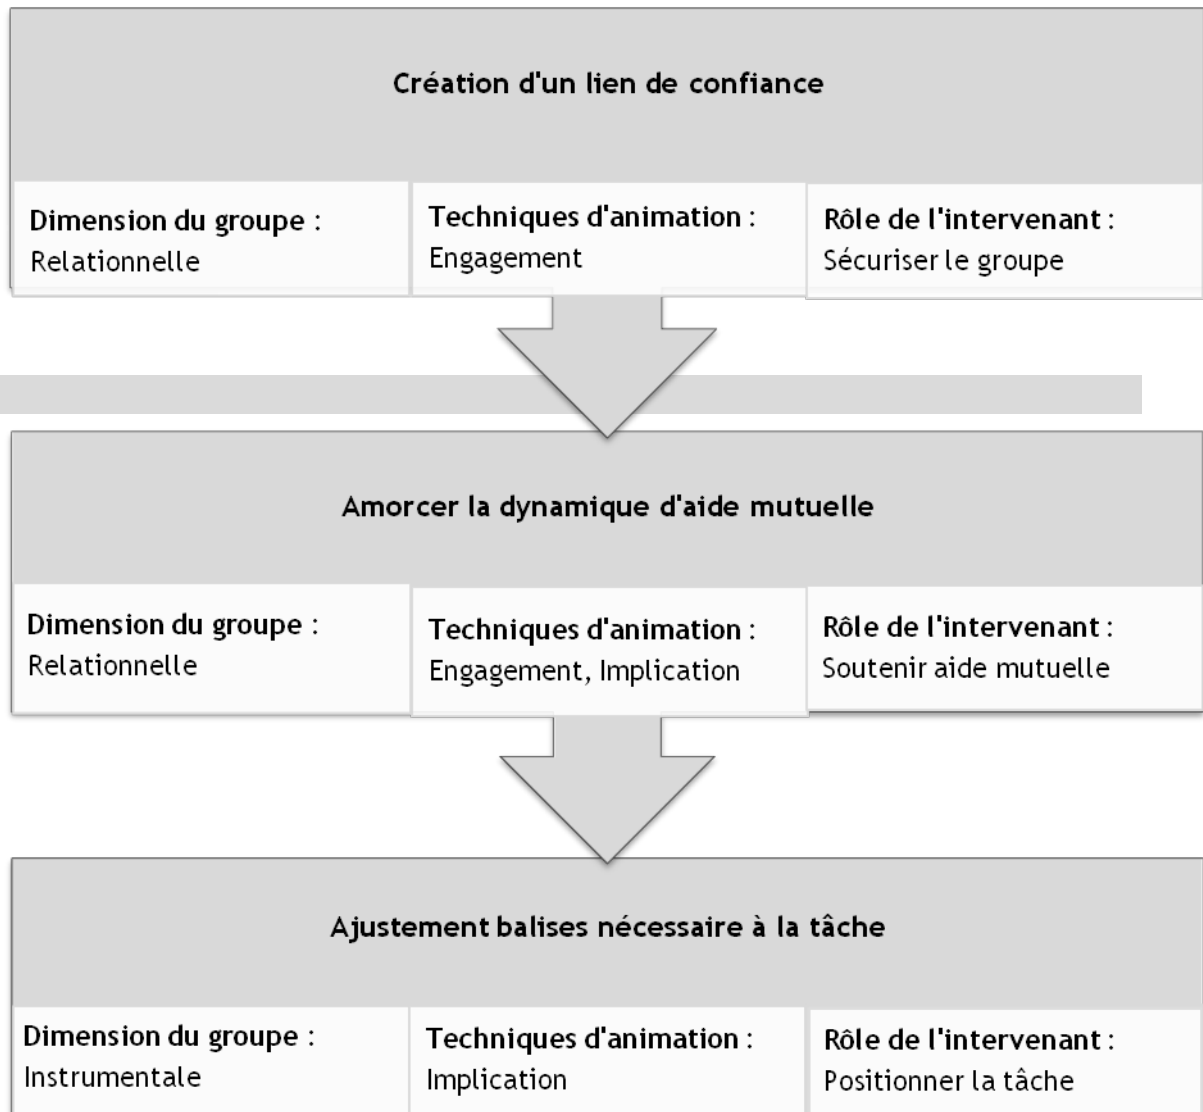 Création d'un lien de confiance
Dimension du groupe :
Relationnelle
Techniques d'animation :
Engagement
Rôle de l'intervenant :
Sécuriser le groupe
Amorcer la dynamique d'aide mutuelle
Dimension du groupe :
Relationnelle
Techniques d'animation :
Engagement, Implication
Rôle de l'intervenant :
Soutenir aide mutuelle
Ajustement balises nécessaire à la tâche
Dimension du groupe :
Instrumentale
Techniques d'animation :
Implication
Rôle de l'intervenant :
Positionner la tâche